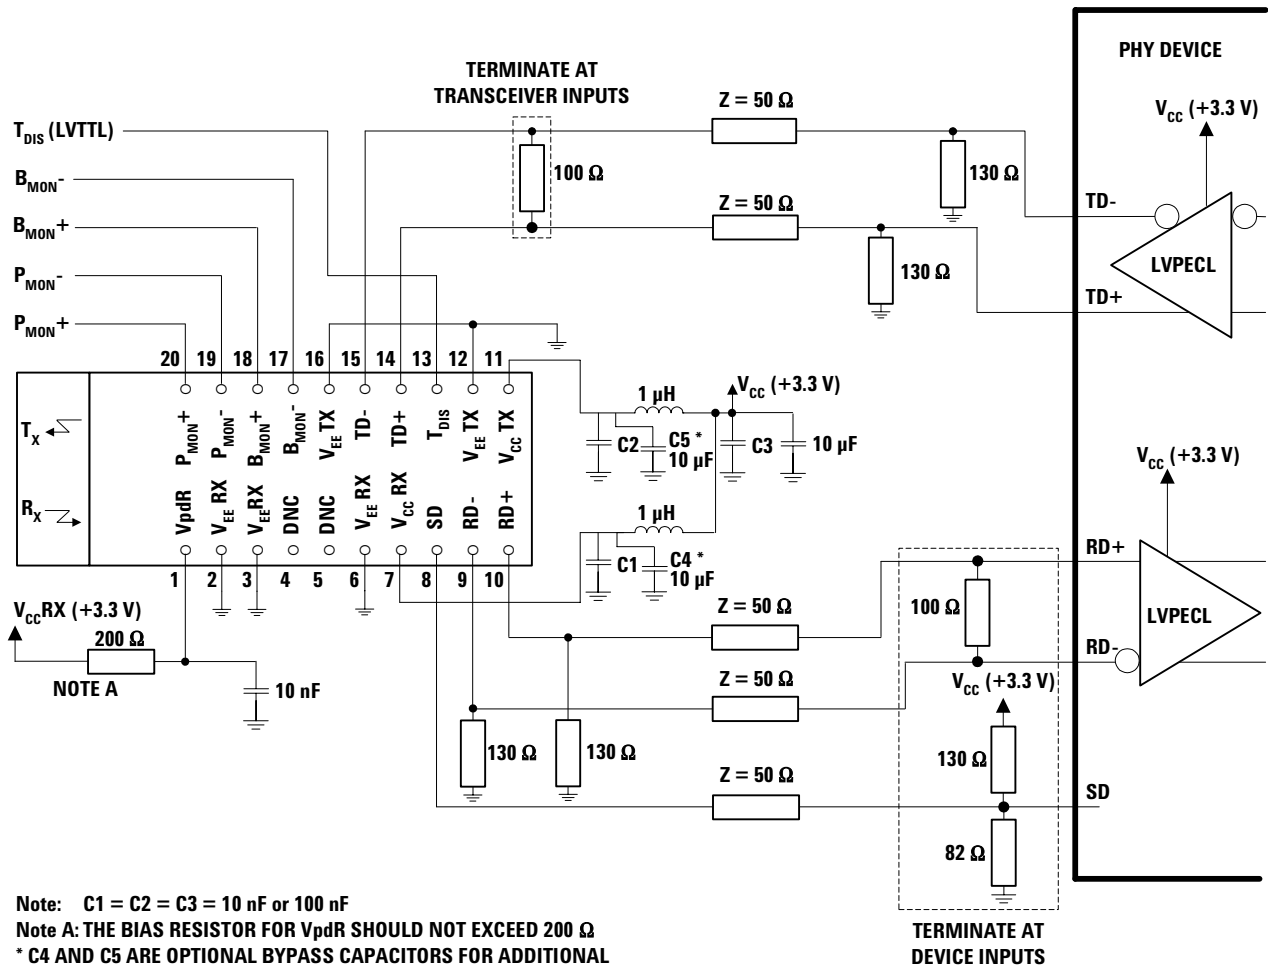 PHY DEVICE
TERMINATE AT
TRANSCEIVER INPUTS
Z = 50 Ω
V_CC (+3.3 V)
T_DIS (LVTTL)
100 Ω
130 Ω
B_MON-
Z = 50 Ω
TD-
B_MON+
130 Ω
LVPECL
P_MON-
TD+
P_MON+
20 19 18 17 16 15 14 13 12 11
T_X
P_MON+
P_MON-
B_MON+
B_MON-
V_EE TX
TD-
TD+
T_DIS
V_EE TX
V_CC TX
1 µH
V_CC (+3.3 V)
C2
C5 *
10 µF
C3
10 µF
R_X
VpdR
V_EE RX
V_EE RX
DNC
DNC
V_EE RX
V_CC RX
SD
RD-
RD+
1 µH
C1
C4 *
10 µF
1 2 3 4 5 6 7 8 9 10
V_CC (+3.3 V)
RD+
100 Ω
LVPECL
RD-
V_CCRX (+3.3 V)
200 Ω
NOTE A
10 nF
Z = 50 Ω
Z = 50 Ω
V_CC (+3.3 V)
130 Ω
130 Ω
130 Ω
Z = 50 Ω
SD
82 Ω
TERMINATE AT
DEVICE INPUTS
Note: C1 = C2 = C3 = 10 nF or 100 nF
Note A: THE BIAS RESISTOR FOR VpdR SHOULD NOT EXCEED 200 Ω
* C4 AND C5 ARE OPTIONAL BYPASS CAPACITORS FOR ADDITIONAL